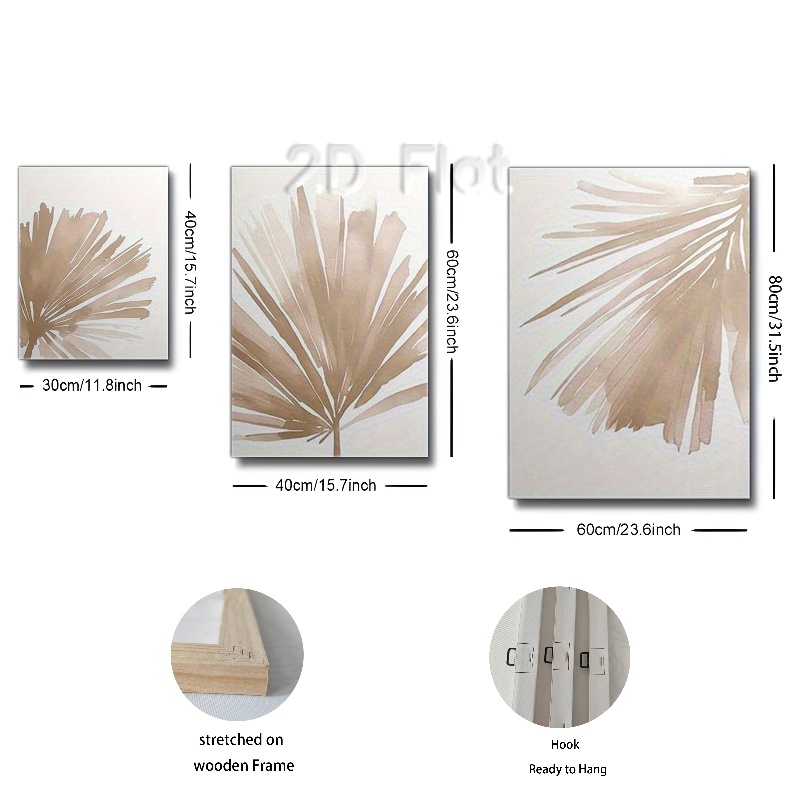 2D Flat
40cm/15.7inch
30cm/11.8inch
60cm/23.6inch
40cm/15.7inch
80cm/31.5inch
60cm/23.6inch
stretched on
wooden Frame
Hook
Ready to Hang